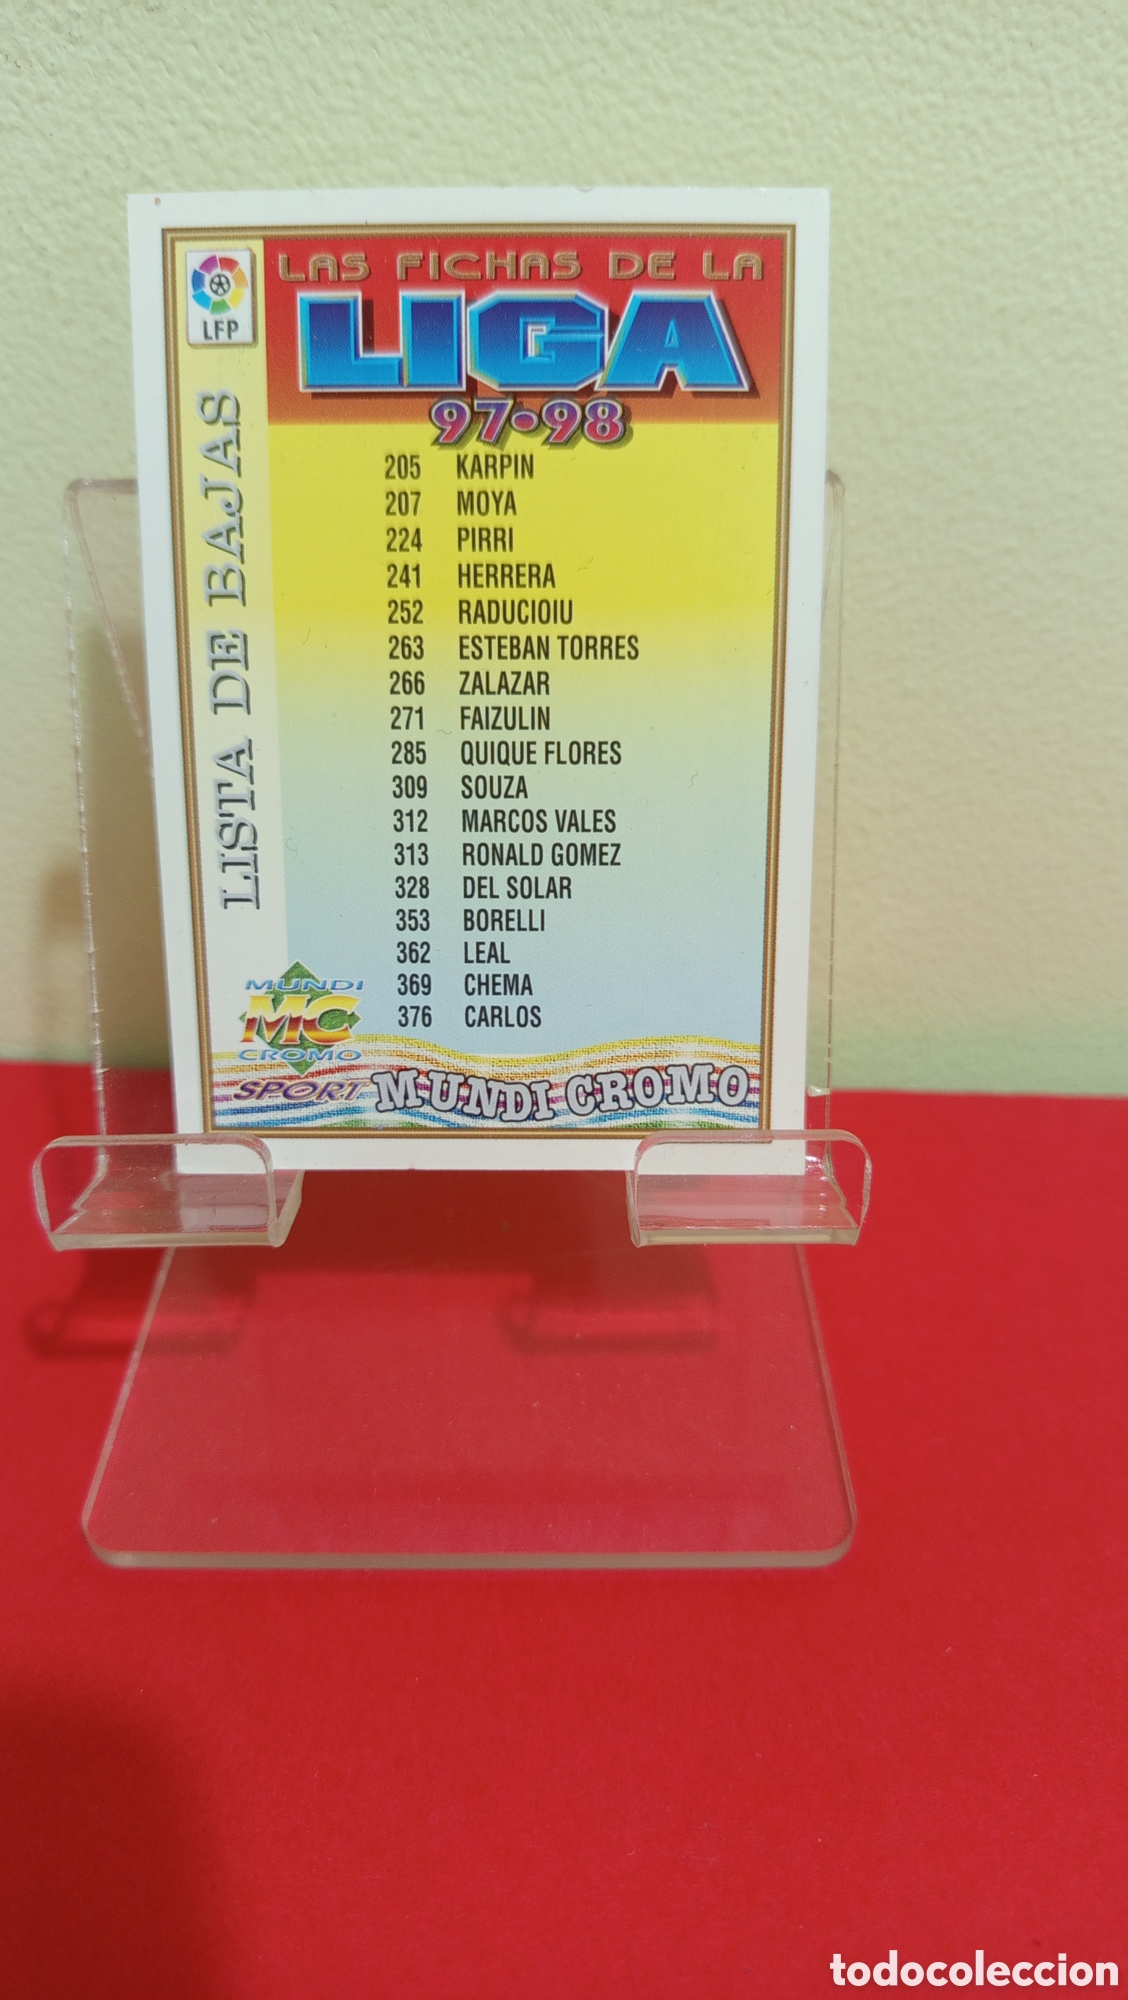 LFP
LAS FICHAS DE LA
LIGA
97•98
LISTA DE BAJAS
205 KARPIN
207 MOYA
224 PIRRI
241 HERRERA
252 RADUCIOIU
263 ESTEBAN TORRES
266 ZALAZAR
271 FAIZULIN
285 QUIQUE FLORES
309 SOUZA
312 MARCOS VALES
313 RONALD GOMEZ
328 DEL SOLAR
353 BORELLI
362 LEAL
369 CHEMA
376 CARLOS
MUNDI
MC
CROMO
SPORT
MUNDI CROMO
todocoleccion